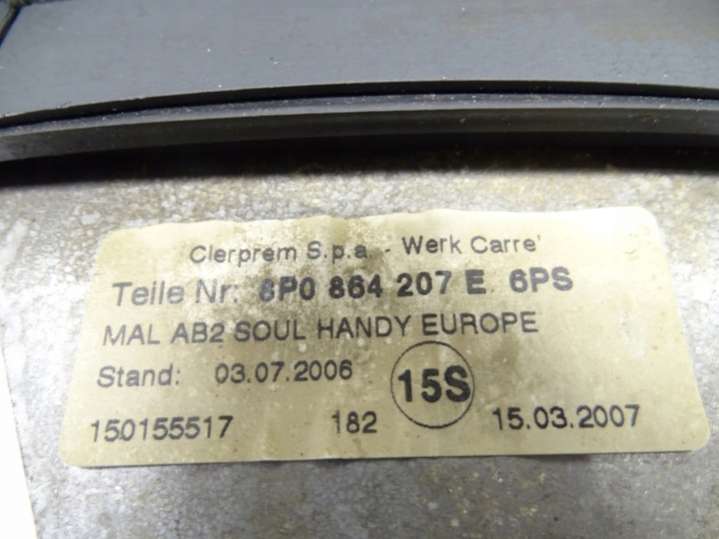 Clerprem S.p.a. - Werk Carre'
Teile Nr: 8P0 864 207 E. 6PS
MAL AB2 SOUL HANDY EUROPE
Stand: 03.07.2006
15S
150155517 182 15.03.2007